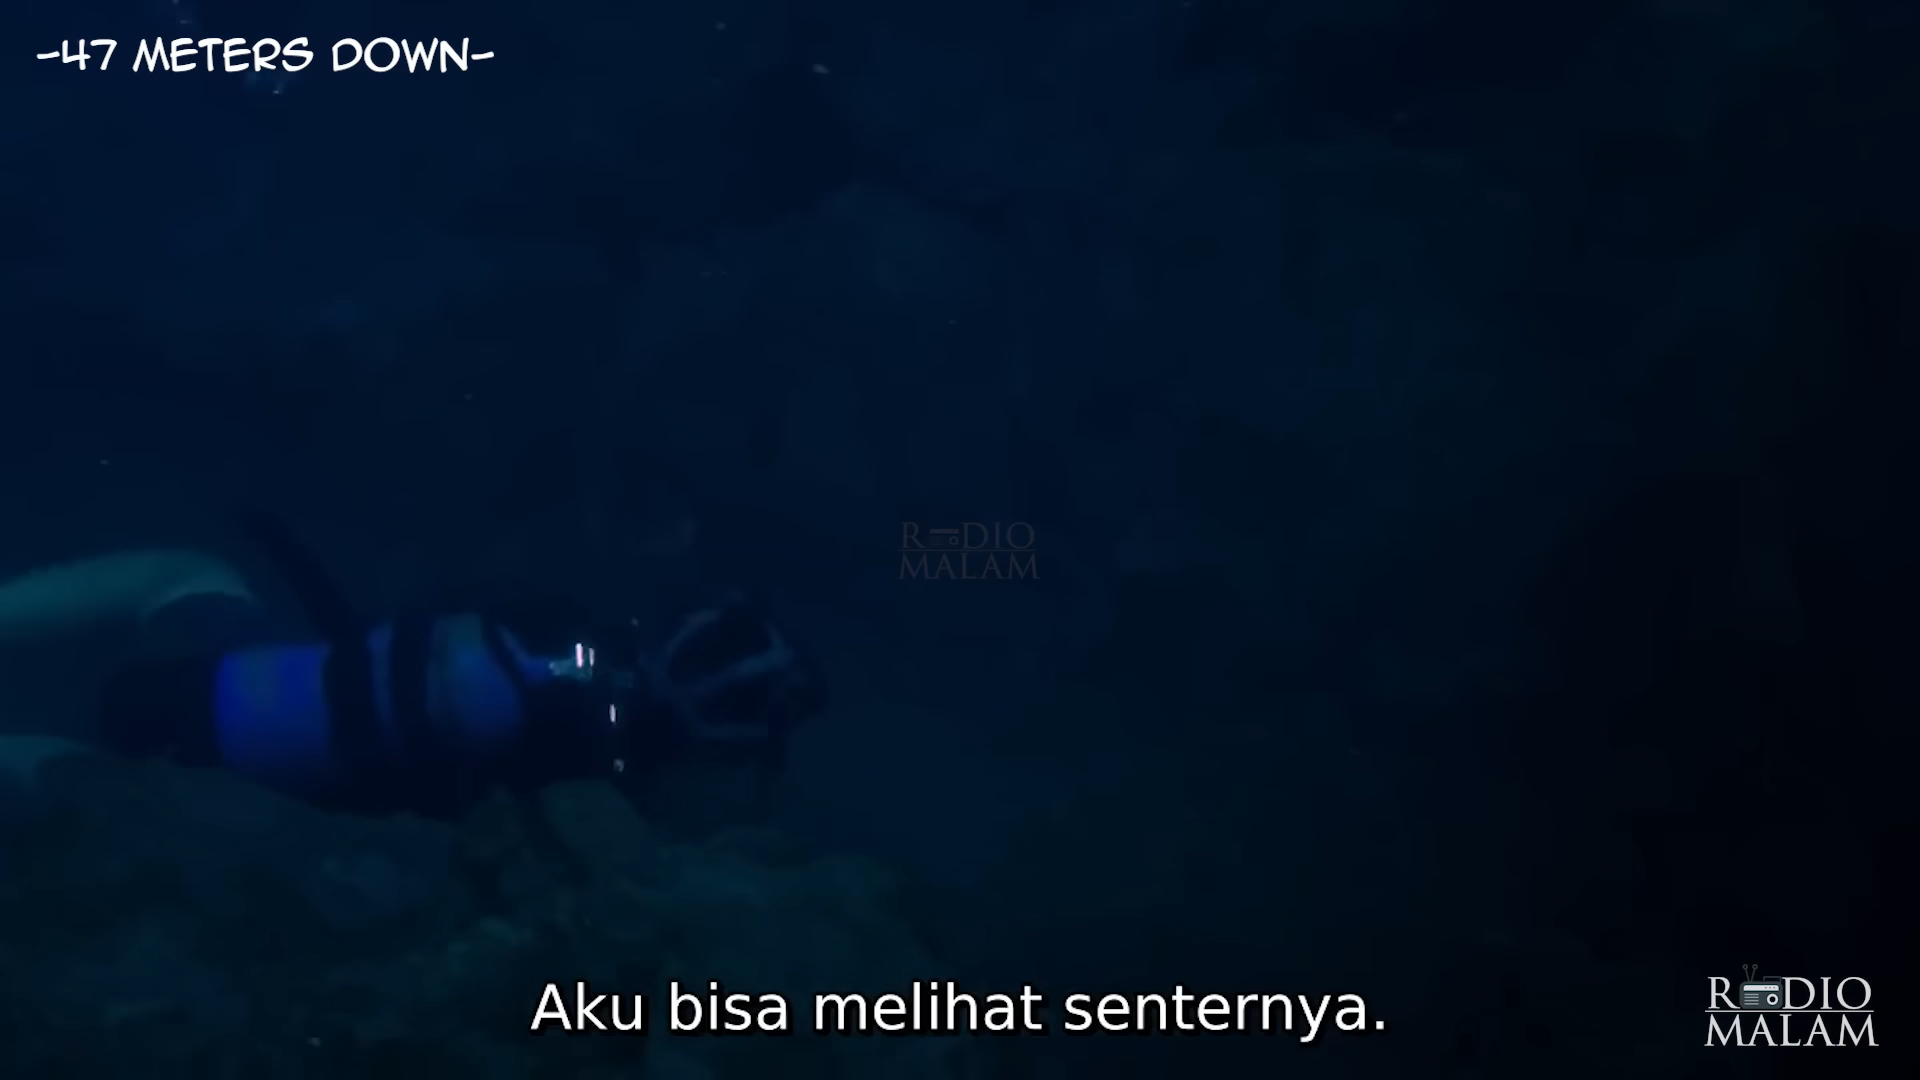 -47 METERS DOWN-
RADIO
MALAM
Aku bisa melihat senternya.
RADIO
MALAM